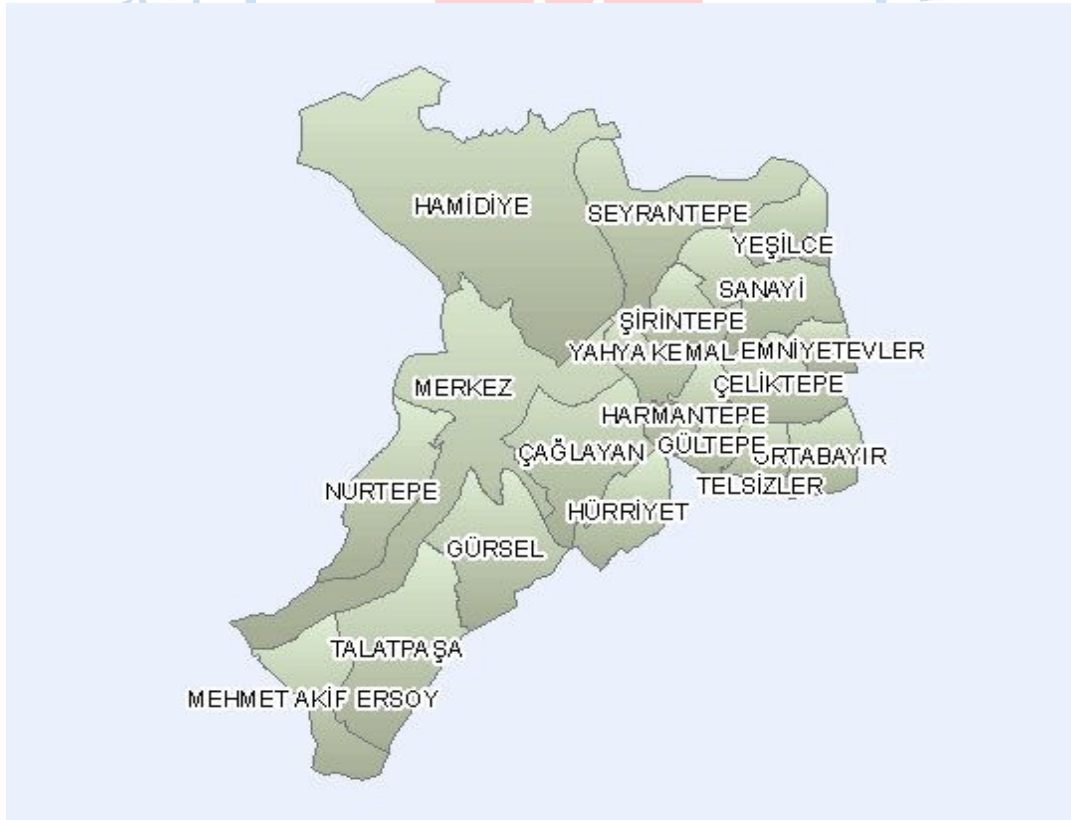 HAMİDİYE
SEYRANTEPE
YEŞİLCE
SANAYİ
ŞİRİNTEPE
YAHYA KEMAL
EMNİYETEVLER
MERKEZ
ÇELİKTEPE
HARMANTEPE
ÇAĞLAYAN
GÜLTEPE
ORTABAYIR
NURTEPE
TELSİZLER
HÜRRİYET
GÜRSEL
TALATPAŞA
MEHMET AKİF ERSOY